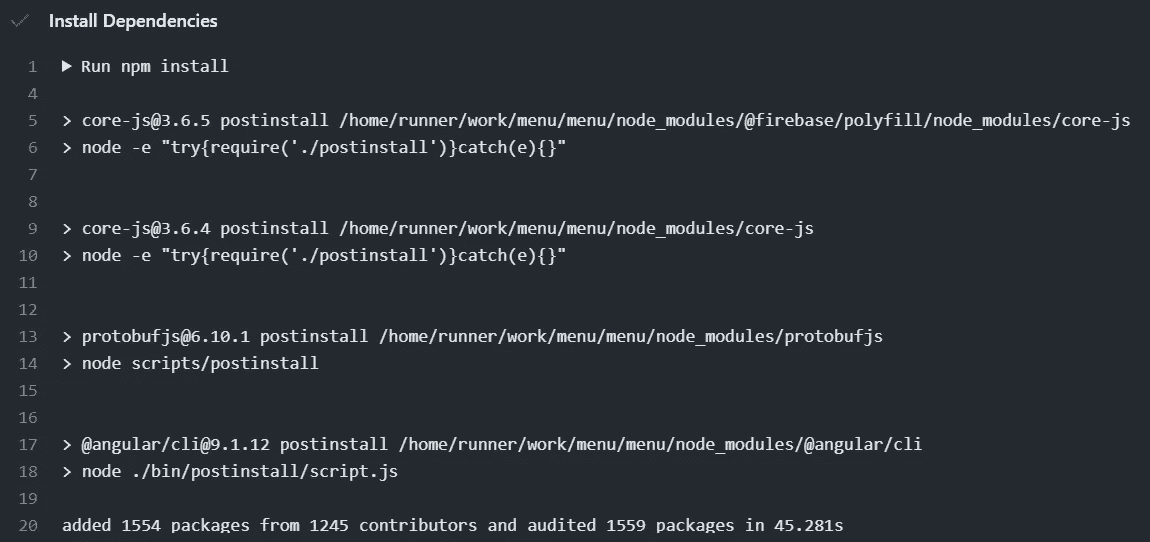 Install Dependencies
1 ▶ Run npm install
4
5 > core-js@3.6.5 postinstall /home/runner/work/menu/menu/node_modules/@firebase/polyfill/node_modules/core-js
6 > node -e "try{require('./postinstall')}catch(e){}"
7
8
9 > core-js@3.6.4 postinstall /home/runner/work/menu/menu/node_modules/core-js
10 > node -e "try{require('./postinstall')}catch(e){}"
11
12
13 > protobufjs@6.10.1 postinstall /home/runner/work/menu/menu/node_modules/protobufjs
14 > node scripts/postinstall
15
16
17 > @angular/cli@9.1.12 postinstall /home/runner/work/menu/menu/node_modules/@angular/cli
18 > node ./bin/postinstall/script.js
19
20 added 1554 packages from 1245 contributors and audited 1559 packages in 45.281s